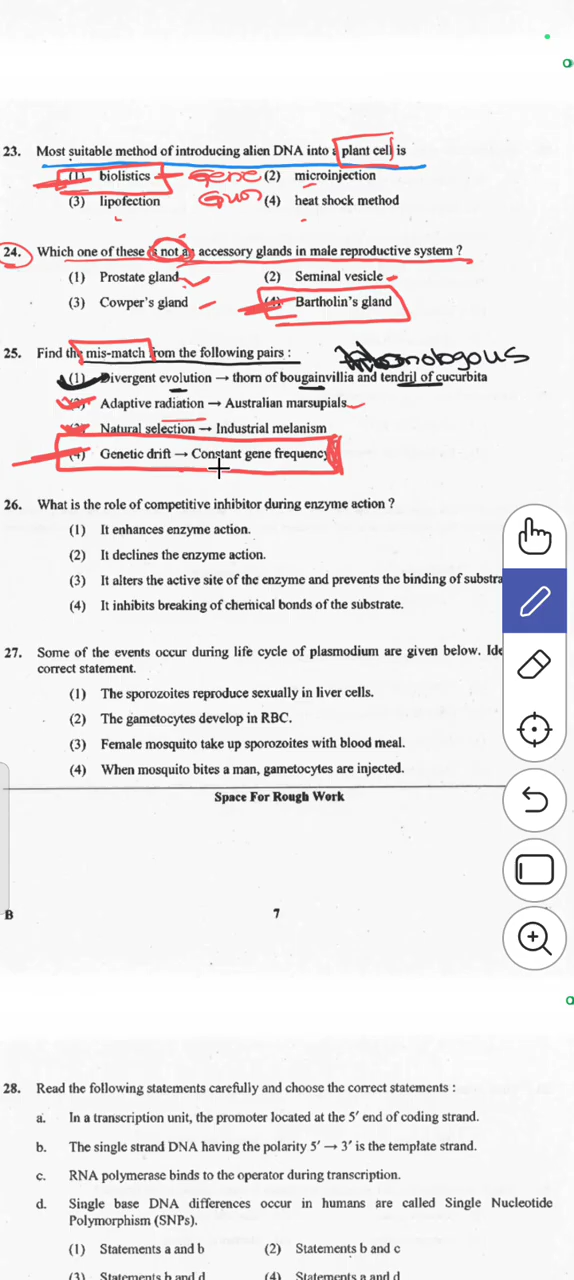 23. Most suitable method of introducing alien DNA into a plant cell is
(1) biolistics Gene (2) microinjection
(3) lipofection Gun (4) heat shock method
24. Which one of these is not an accessory glands in male reproductive system ?
(1) Prostate gland (2) Seminal vesicle
(3) Cowper's gland (4) Bartholin's gland
25. Find the mis-match from the following pairs :
(1) Divergent evolution → thorn of bougainvillia and tendril of cucurbita
(2) Adaptive radiation → Australian marsupials
(3) Natural selection → Industrial melanism
(4) Genetic drift → Constant gene frequency
26. What is the role of competitive inhibitor during enzyme action ?
(1) It enhances enzyme action.
(2) It declines the enzyme action.
(3) It alters the active site of the enzyme and prevents the binding of substra
(4) It inhibits breaking of chemical bonds of the substrate.
27. Some of the events occur during life cycle of plasmodium are given below. Ide
correct statement.
(1) The sporozoites reproduce sexually in liver cells.
(2) The gametocytes develop in RBC.
(3) Female mosquito take up sporozoites with blood meal.
(4) When mosquito bites a man, gametocytes are injected.
Space For Rough Work
B 7
28. Read the following statements carefully and choose the correct statements :
a. In a transcription unit, the promoter located at the 5′ end of coding strand.
b. The single strand DNA having the polarity 5′ → 3′ is the template strand.
c. RNA polymerase binds to the operator during transcription.
d. Single base DNA differences occur in humans are called Single Nucleotide
Polymorphism (SNPs).
(1) Statements a and b (2) Statements b and c
(3) Statements b and d (4) Statements a and d